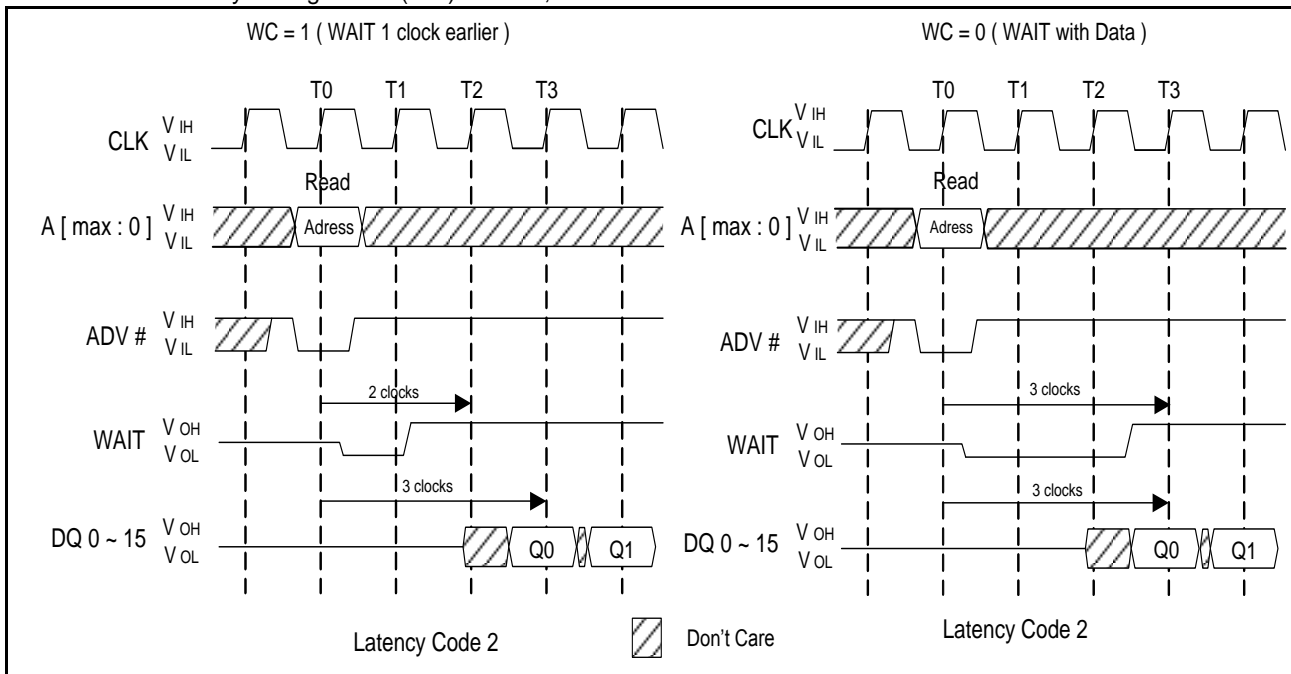 WC = 1 ( WAIT 1 clock earlier )
T0 T1 T2 T3
CLK V IH
V IL
Read
A [ max : 0 ] V IH
V IL
Adress
ADV # V IH
V IL
2 clocks
WAIT V OH
V OL
3 clocks
DQ 0 ~ 15 V OH
V OL
Q0 Q1
Latency Code 2
WC = 0 ( WAIT with Data )
T0 T1 T2 T3
CLK V IH
V IL
Read
A [ max : 0 ] V IH
V IL
Adress
ADV # V IH
V IL
3 clocks
WAIT V OH
V OL
3 clocks
DQ 0 ~ 15 V OH
V OL
Q0 Q1
Latency Code 2
Don't Care